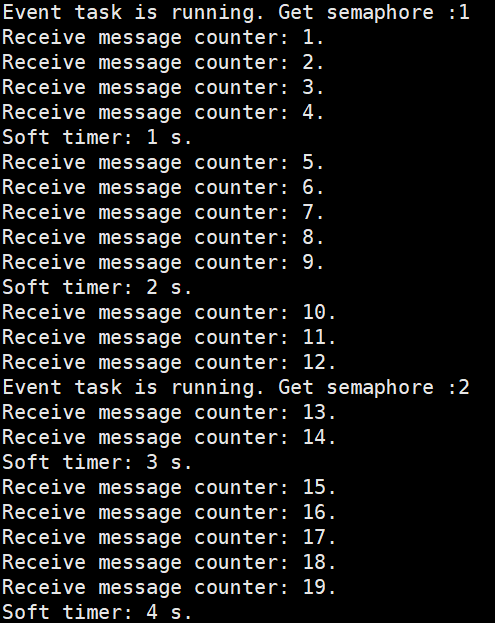 Event task is running. Get semaphore :1
Receive message counter: 1.
Receive message counter: 2.
Receive message counter: 3.
Receive message counter: 4.
Soft timer: 1 s.
Receive message counter: 5.
Receive message counter: 6.
Receive message counter: 7.
Receive message counter: 8.
Receive message counter: 9.
Soft timer: 2 s.
Receive message counter: 10.
Receive message counter: 11.
Receive message counter: 12.
Event task is running. Get semaphore :2
Receive message counter: 13.
Receive message counter: 14.
Soft timer: 3 s.
Receive message counter: 15.
Receive message counter: 16.
Receive message counter: 17.
Receive message counter: 18.
Receive message counter: 19.
Soft timer: 4 s.